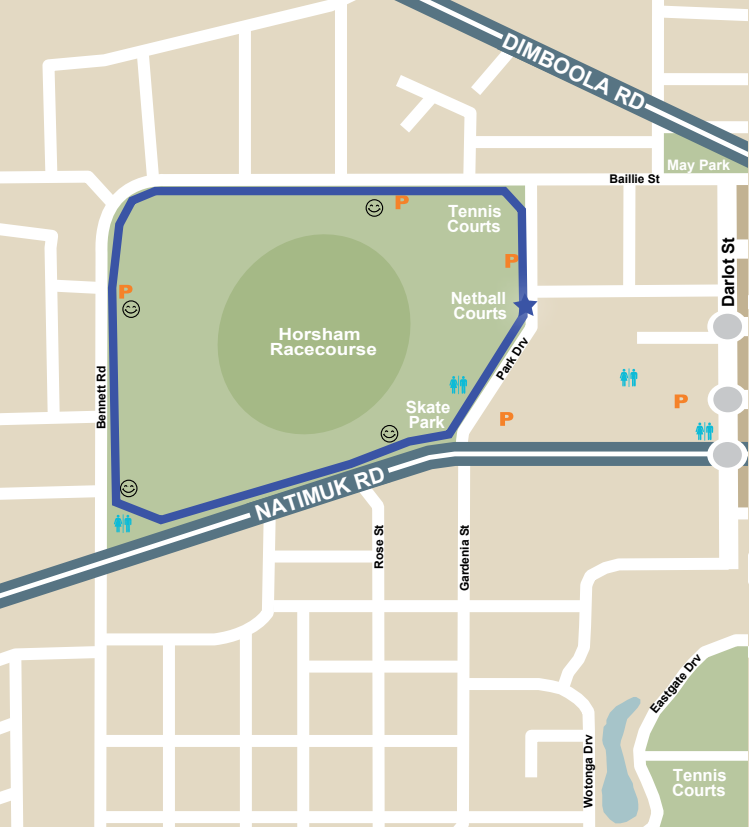 DIMBOOLA RD
May Park
Baillie St
P
Tennis
Courts
P
Darlot St
P
Netball
Courts
Horsham
Racecourse
Park Drv
Bennett Rd
P
Skate
Park
P
NATIMUK RD
Rose St
Gardenia St
Eastgate Drv
Wotonga Drv
Tennis
Courts